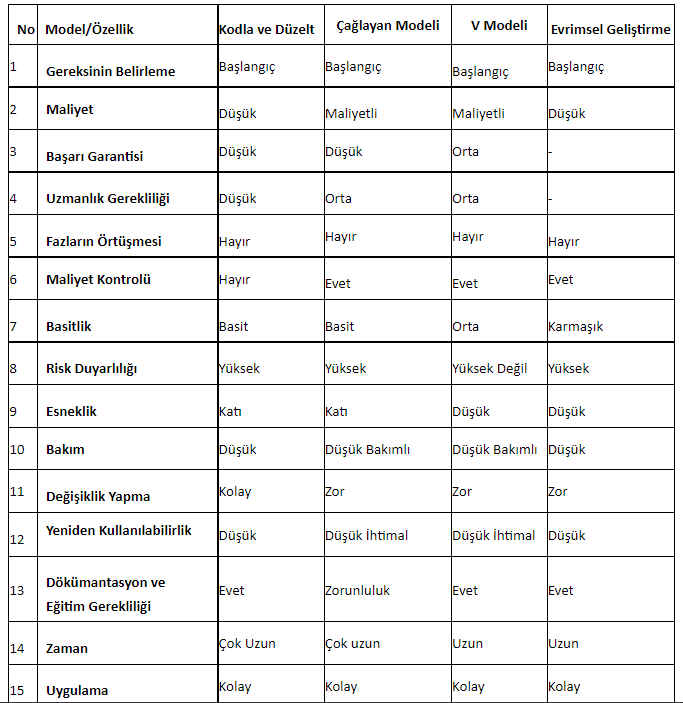 No Model/Özellik Kodla ve Düzelt Çağlayan Modeli V Modeli Evrimsel Geliştirme
1 Gereksinin Belirleme Başlangıç Başlangıç Başlangıç Başlangıç
2 Maliyet Düşük Maliyetli Maliyetli Düşük
3 Başarı Garantisi Düşük Düşük Orta -
4 Uzmanlık Gerekliliği Düşük Orta Orta -
5 Fazların Örtüşmesi Hayır Hayır Hayır Hayır
6 Maliyet Kontrolü Hayır Evet Evet Evet
7 Basitlik Basit Basit Orta Karmaşık
8 Risk Duyarlılığı Yüksek Yüksek Yüksek Değil Yüksek
9 Esneklik Katı Katı Düşük Düşük
10 Bakım Düşük Düşük Bakımlı Düşük Bakımlı Düşük
11 Değişiklik Yapma Kolay Zor Zor Zor
12 Yeniden Kullanılabilirlik Düşük Düşük İhtimal Düşük İhtimal Düşük
13 Dökümantasyon ve
Eğitim Gerekliliği Evet Zorunluluk Evet Evet
14 Zaman Çok Uzun Çok uzun Uzun Uzun
15 Uygulama Kolay Kolay Kolay Kolay